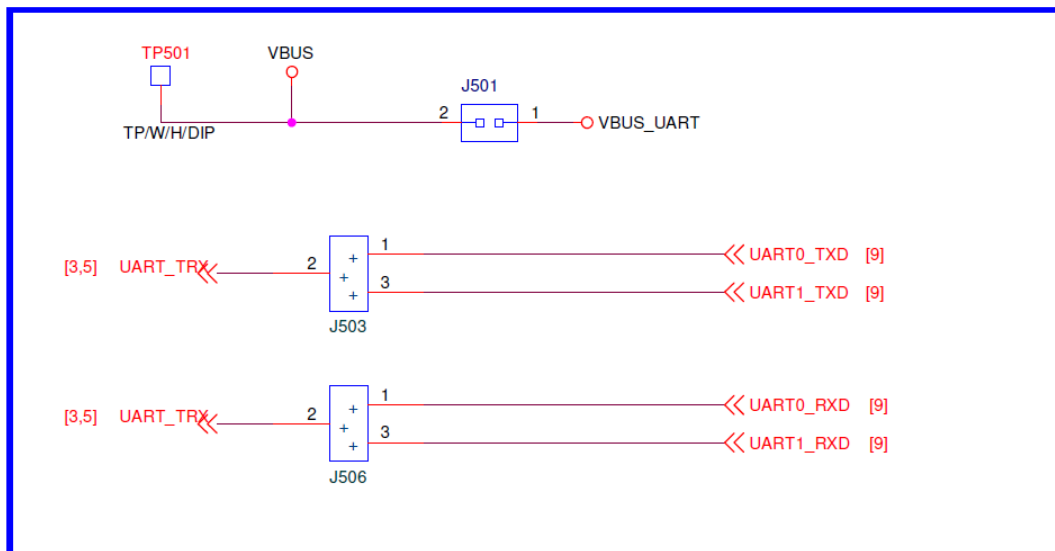 TP501
VBUS
J501
2
1
VBUS_UART
TP/W/H/DIP
1
UART0_TXD [9]
[3,5] UART_TRX
2
3
UART1_TXD [9]
J503
1
UART0_RXD [9]
[3,5] UART_TRX
2
3
UART1_RXD [9]
J506